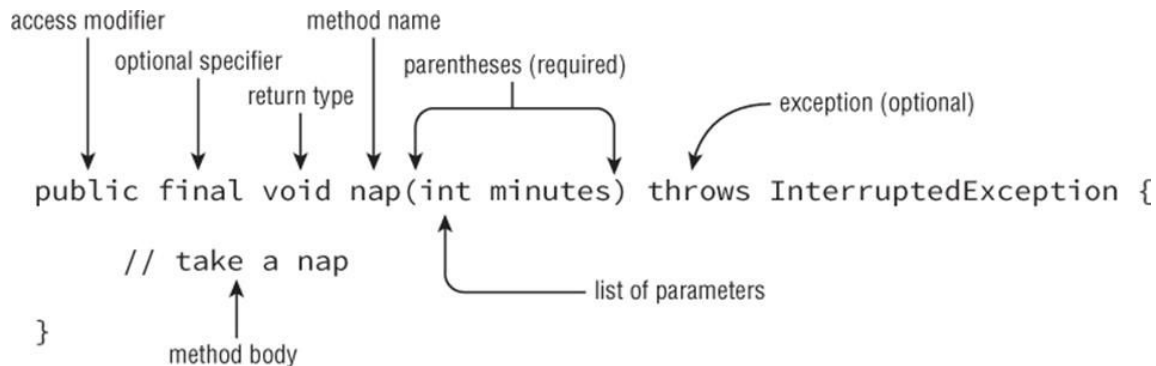 access modifier
method name
optional specifier
parentheses (required)
return type
exception (optional)
public final void nap(int minutes) throws InterruptedException {
// take a nap
list of parameters
}
method body